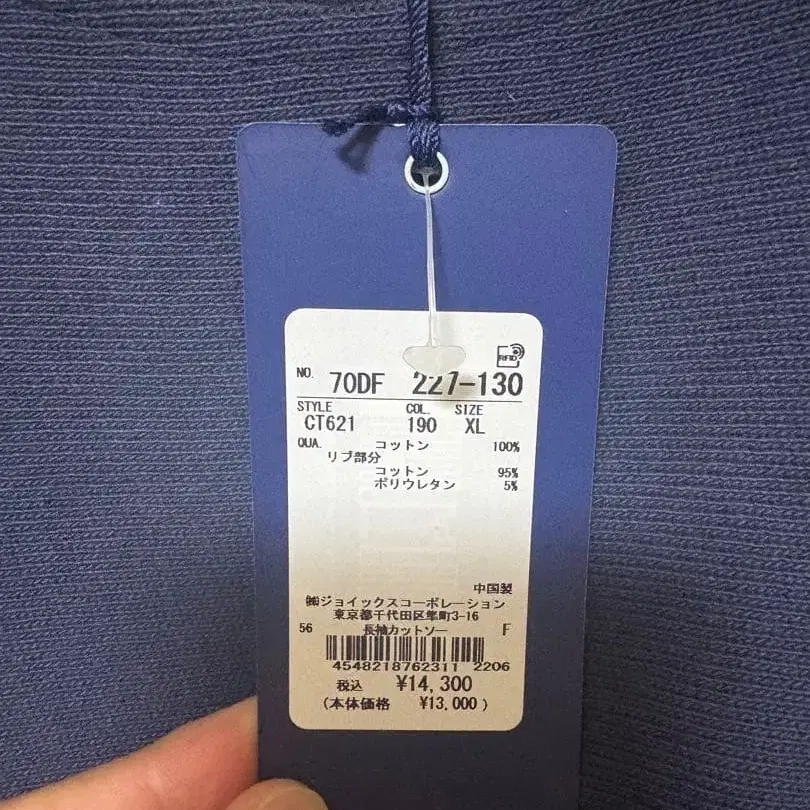 RFID
NO. 70DF 227-130
STYLE COL. SIZE
CT621 190 XL
QUA. コットン 100%
リブ部分
コットン 95%
ポリウレタン 5%
中国製
㈱ジョイックスコーポレーション
東京都千代田区隼町3-16
56 長袖カットソー F
4548218762311 2206
税込 ¥14,300
(本体価格 ¥13,000)